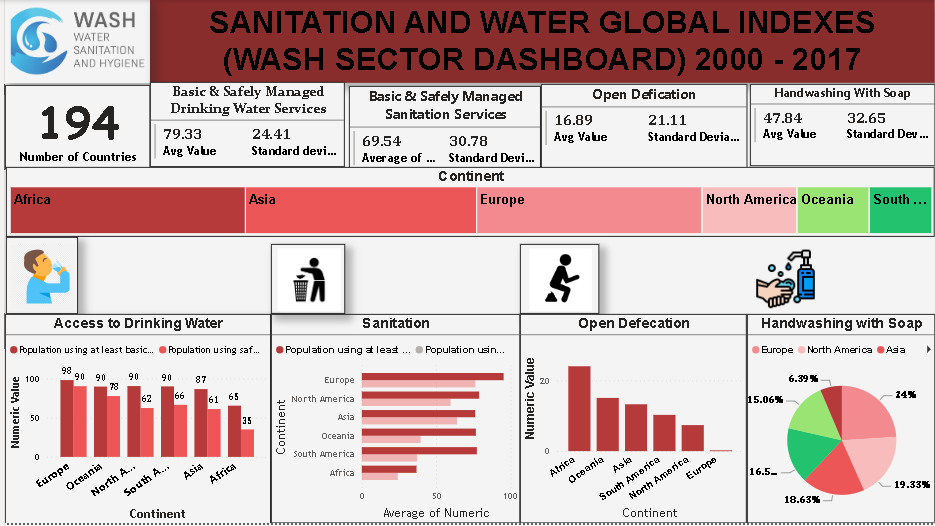 WASH
WATER
SANITATION
AND HYGIENE
SANITATION AND WATER GLOBAL INDEXES
(WASH SECTOR DASHBOARD) 2000 - 2017
194
Number of Countries
Basic & Safely Managed
Drinking Water Services
79.33 24.41
Avg Value Standard devi...
Basic & Safely Managed
Sanitation Services
69.54 30.78
Average of ... Standard Devi...
Open Defication
16.89 21.11
Avg Value Standard Devia...
Handwashing With Soap
47.84 32.65
Avg Value Standard Dev...
Continent
Africa Asia Europe North America Oceania South ...
Access to Drinking Water
Population using at least basic... Population using saf...
Numeric Value
100
50
0
98 90 90 78 90 62 90 66 87 61 65 35
Europe Oceania North A... South A... Asia Africa
Continent
Sanitation
Population using at least ... Population usin...
Continent
Europe
North America
Asia
Oceania
South America
Africa
0 50 100
Average of Numeric
Open Defecation
Numeric Value
20
0
Africa Oceania Asia South America North America Europe
Continent
Handwashing with Soap
Europe North America Asia
6.39%
24%
15.06%
16.5...
19.33%
18.63%